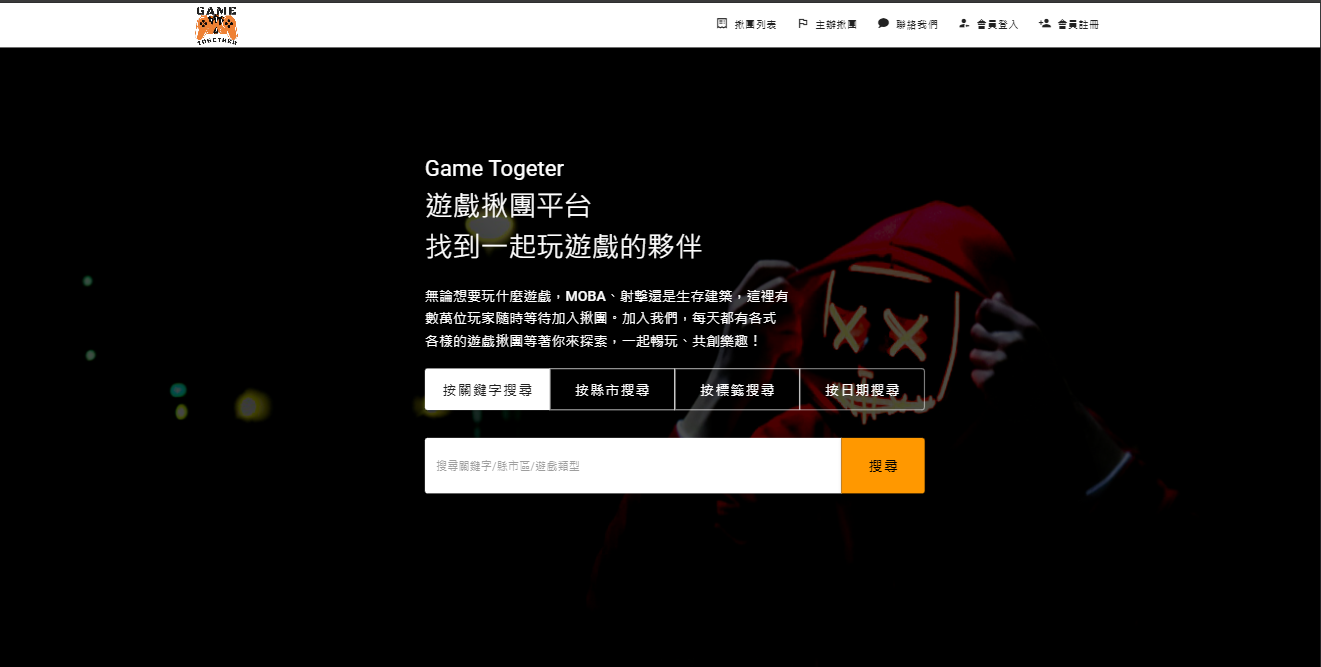 GAME
TOGETHER
揪團列表
主辦揪團
聯絡我們
會員登入
會員註冊
Game Togeter
遊戲揪團平台
找到一起玩遊戲的夥伴
無論想要玩什麼遊戲，MOBA、射擊還是生存建築，這裡有
數萬位玩家隨時等待加入揪團。加入我們，每天都有各式
各樣的遊戲揪團等著你來探索，一起暢玩、共創樂趣！
按關鍵字搜尋
按縣市搜尋
按標籤搜尋
按日期搜尋
搜尋關鍵字/縣市區/遊戲類型
搜尋